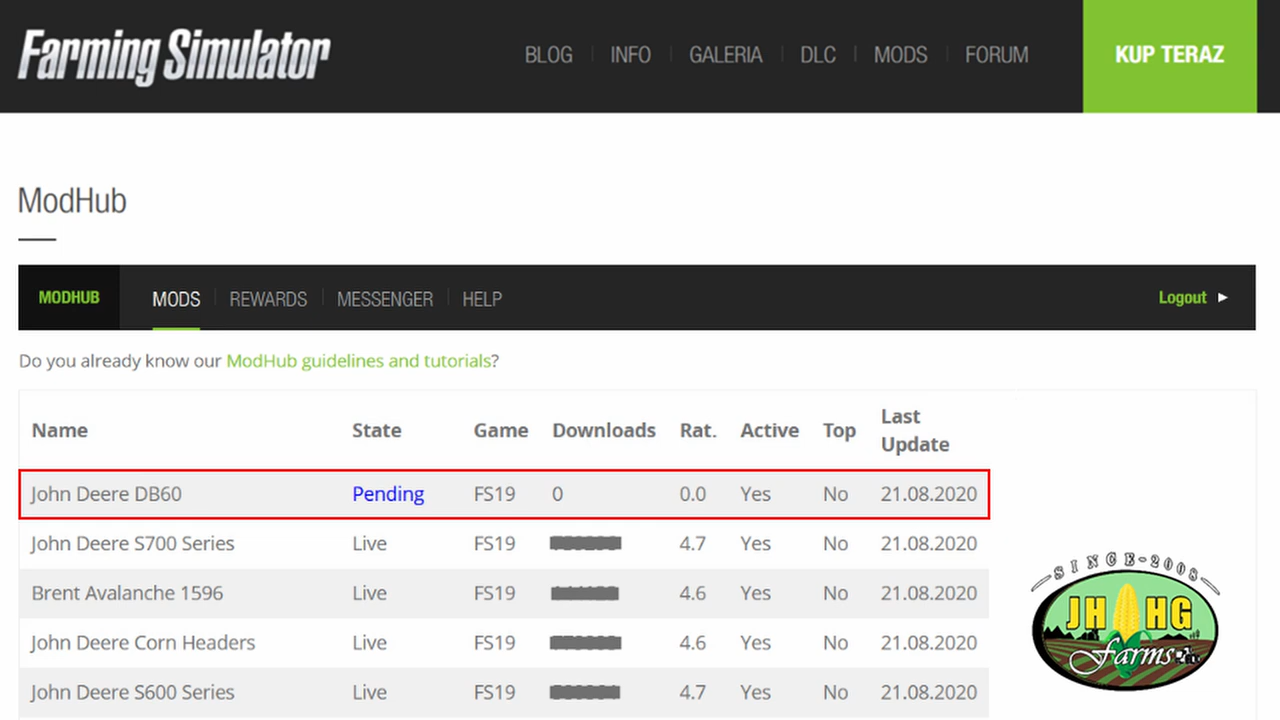 Farming Simulator
BLOG INFO GALERIA DLC MODS FORUM KUP TERAZ
ModHub
MODHUB MODS REWARDS MESSENGER HELP Logout
Do you already know our ModHub guidelines and tutorials?
Name State Game Downloads Rat. Active Top Last Update
John Deere DB60 Pending FS19 0 0.0 Yes No 21.08.2020
John Deere S700 Series Live FS19 4.7 Yes No 21.08.2020
Brent Avalanche 1596 Live FS19 4.6 Yes No 21.08.2020
John Deere Corn Headers Live FS19 4.6 Yes No 21.08.2020
John Deere S600 Series Live FS19 4.7 Yes No 21.08.2020
SINCE-2008
JHHG
Farms